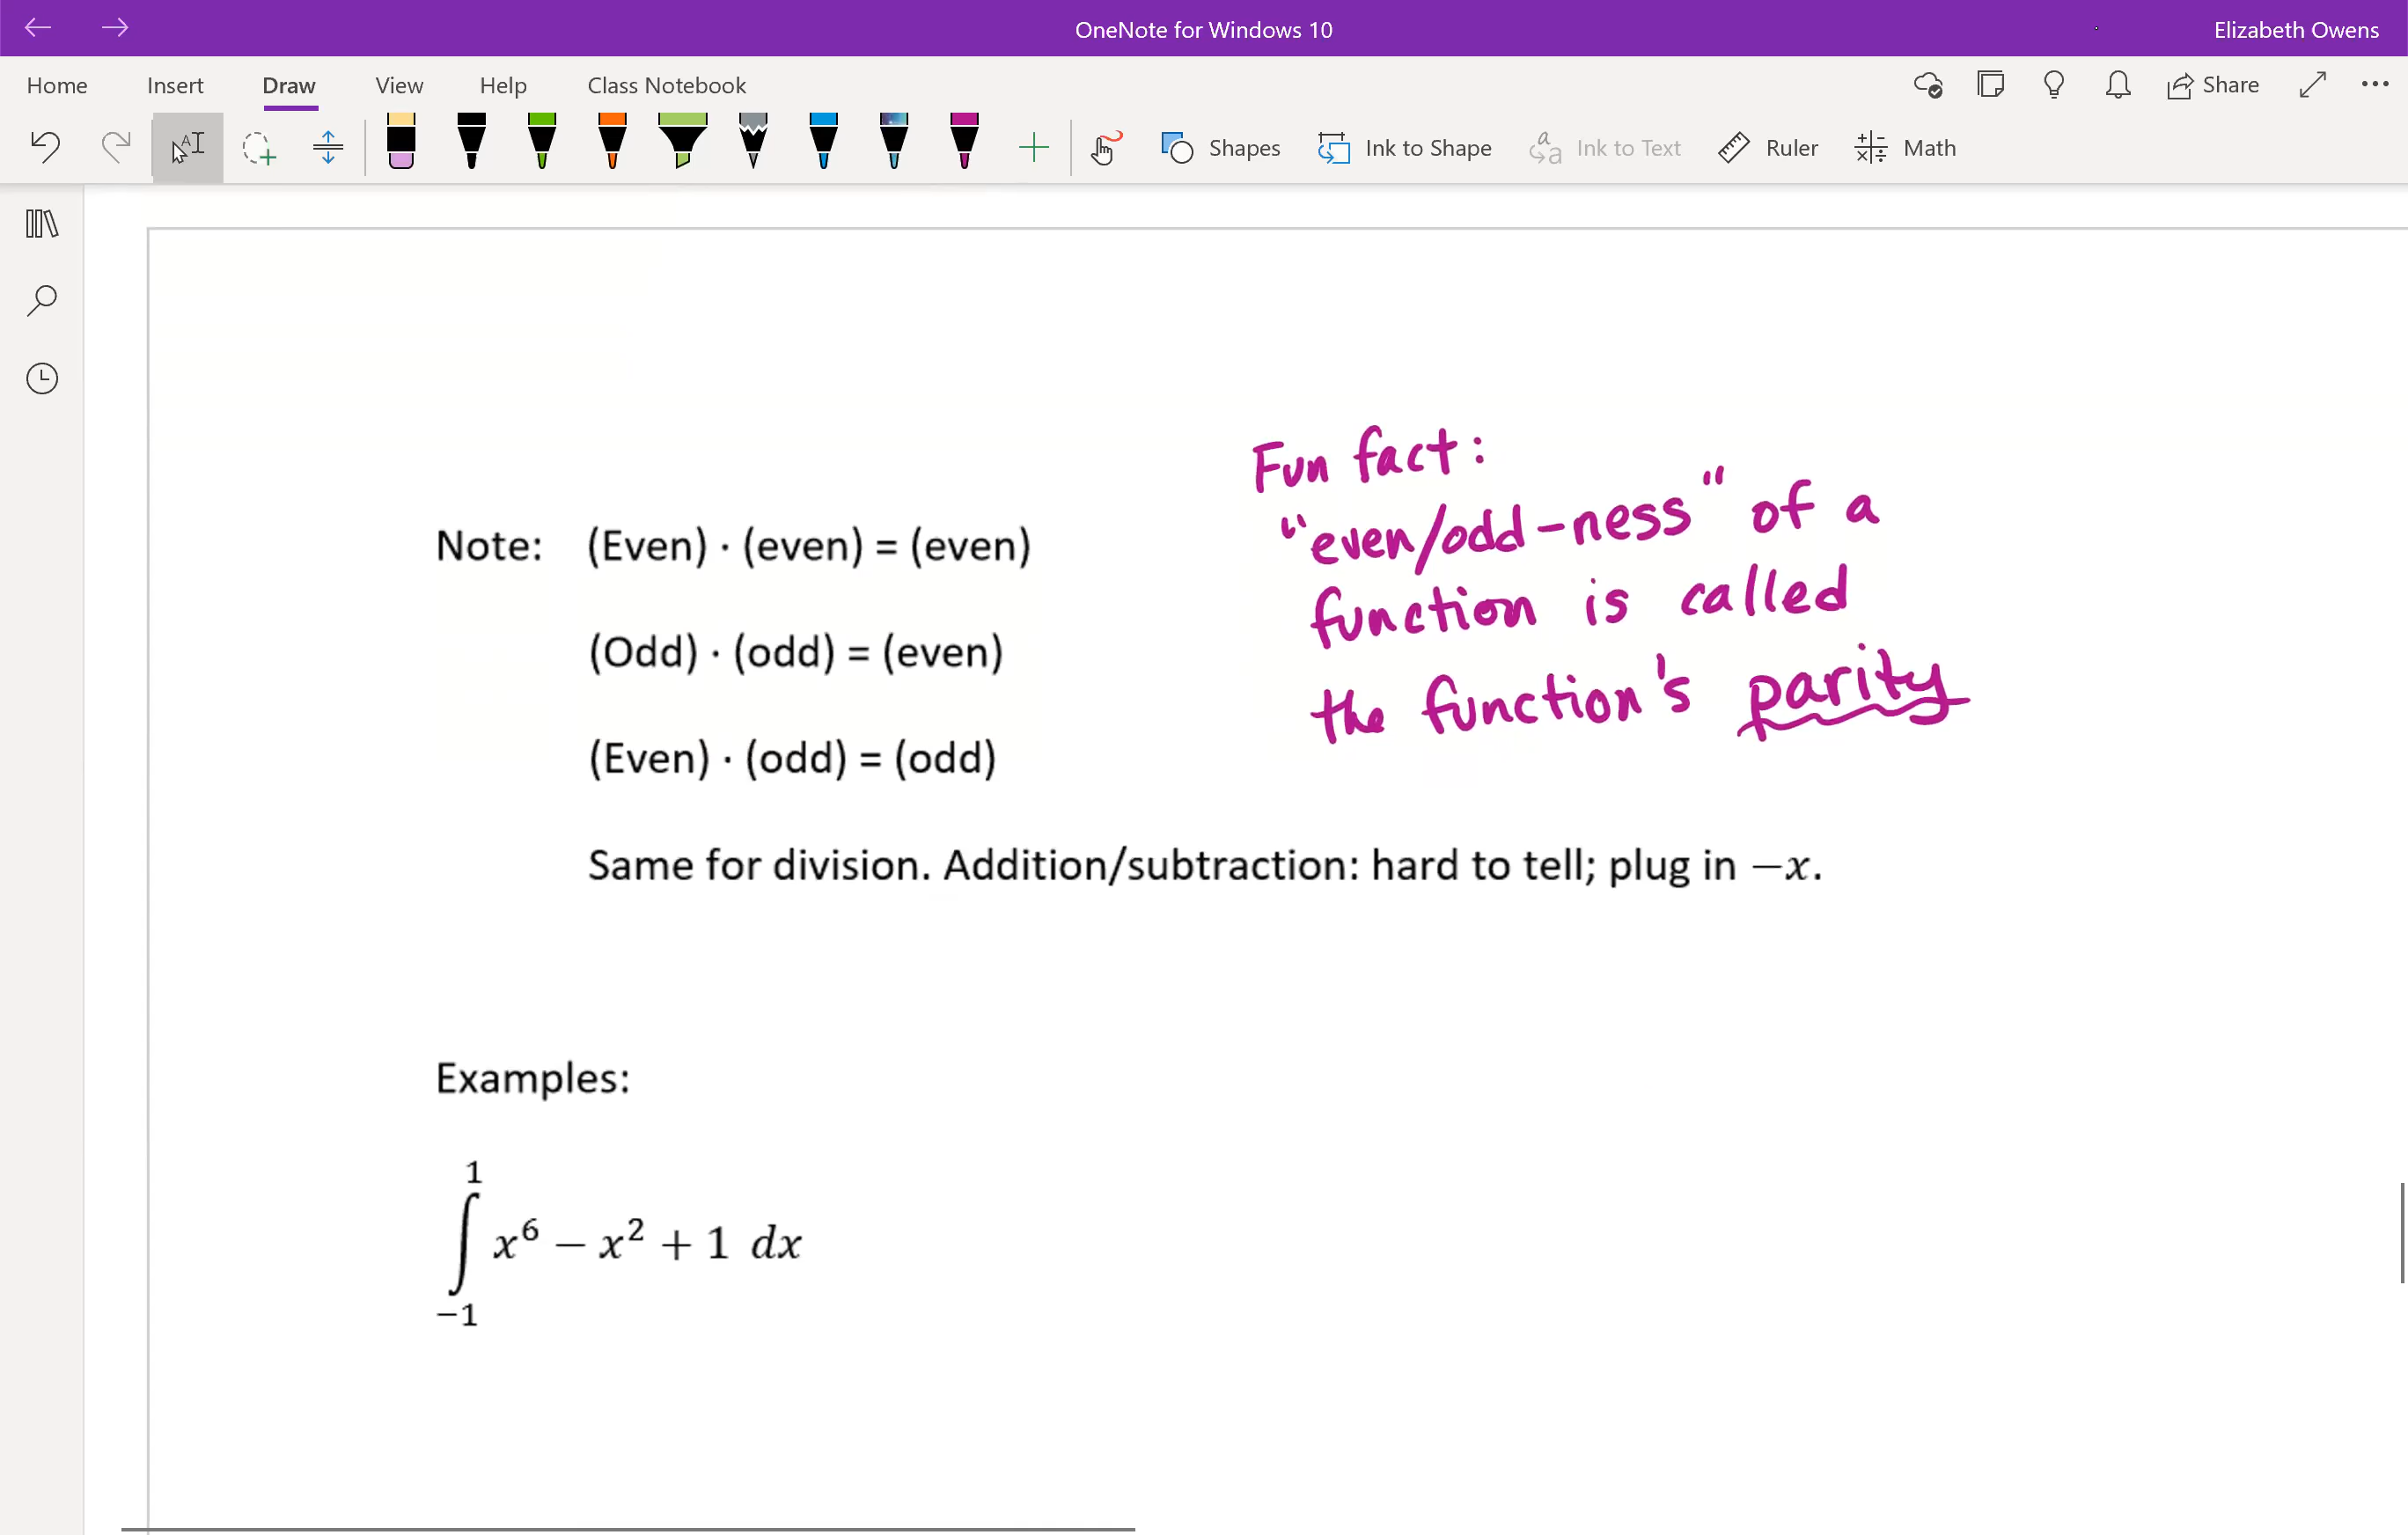 OneNote for Windows 10
Elizabeth Owens
Home Insert Draw View Help Class Notebook
Share
Shapes Ink to Shape Ink to Text Ruler Math
Fun fact:
"even/odd-ness" of a
function is called
the function's parity
Note: (Even) · (even) = (even)
(Odd) · (odd) = (even)
(Even) · (odd) = (odd)
Same for division. Addition/subtraction: hard to tell; plug in −x.
Examples:
∫₋₁¹ x⁶ − x² + 1 dx